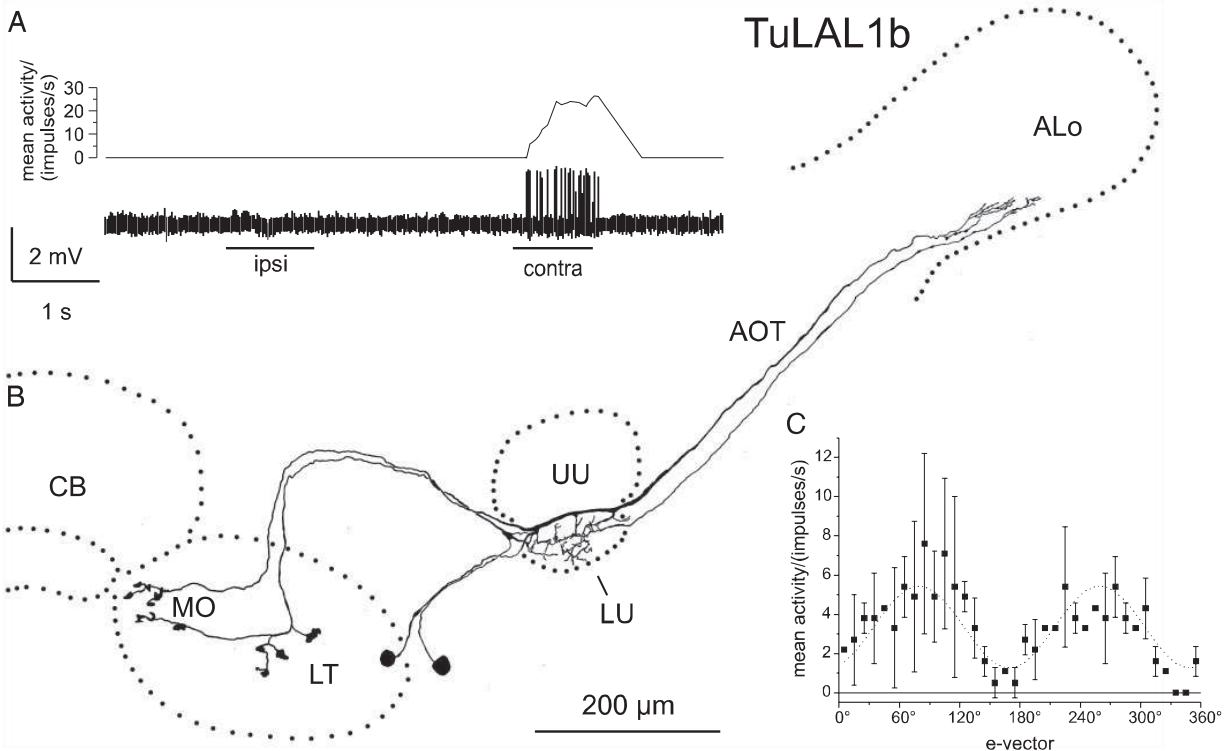 A
TuLAL1b
mean activity/
(impulses/s)
30
20
10
0
ALo
2 mV
ipsi
contra
1 s
AOT
B
C
CB
UU
MO
LU
LT
200 µm
mean activity/(impulses/s)
12
10
8
6
4
2
0
0° 60° 120° 180° 240° 300° 360°
e-vector